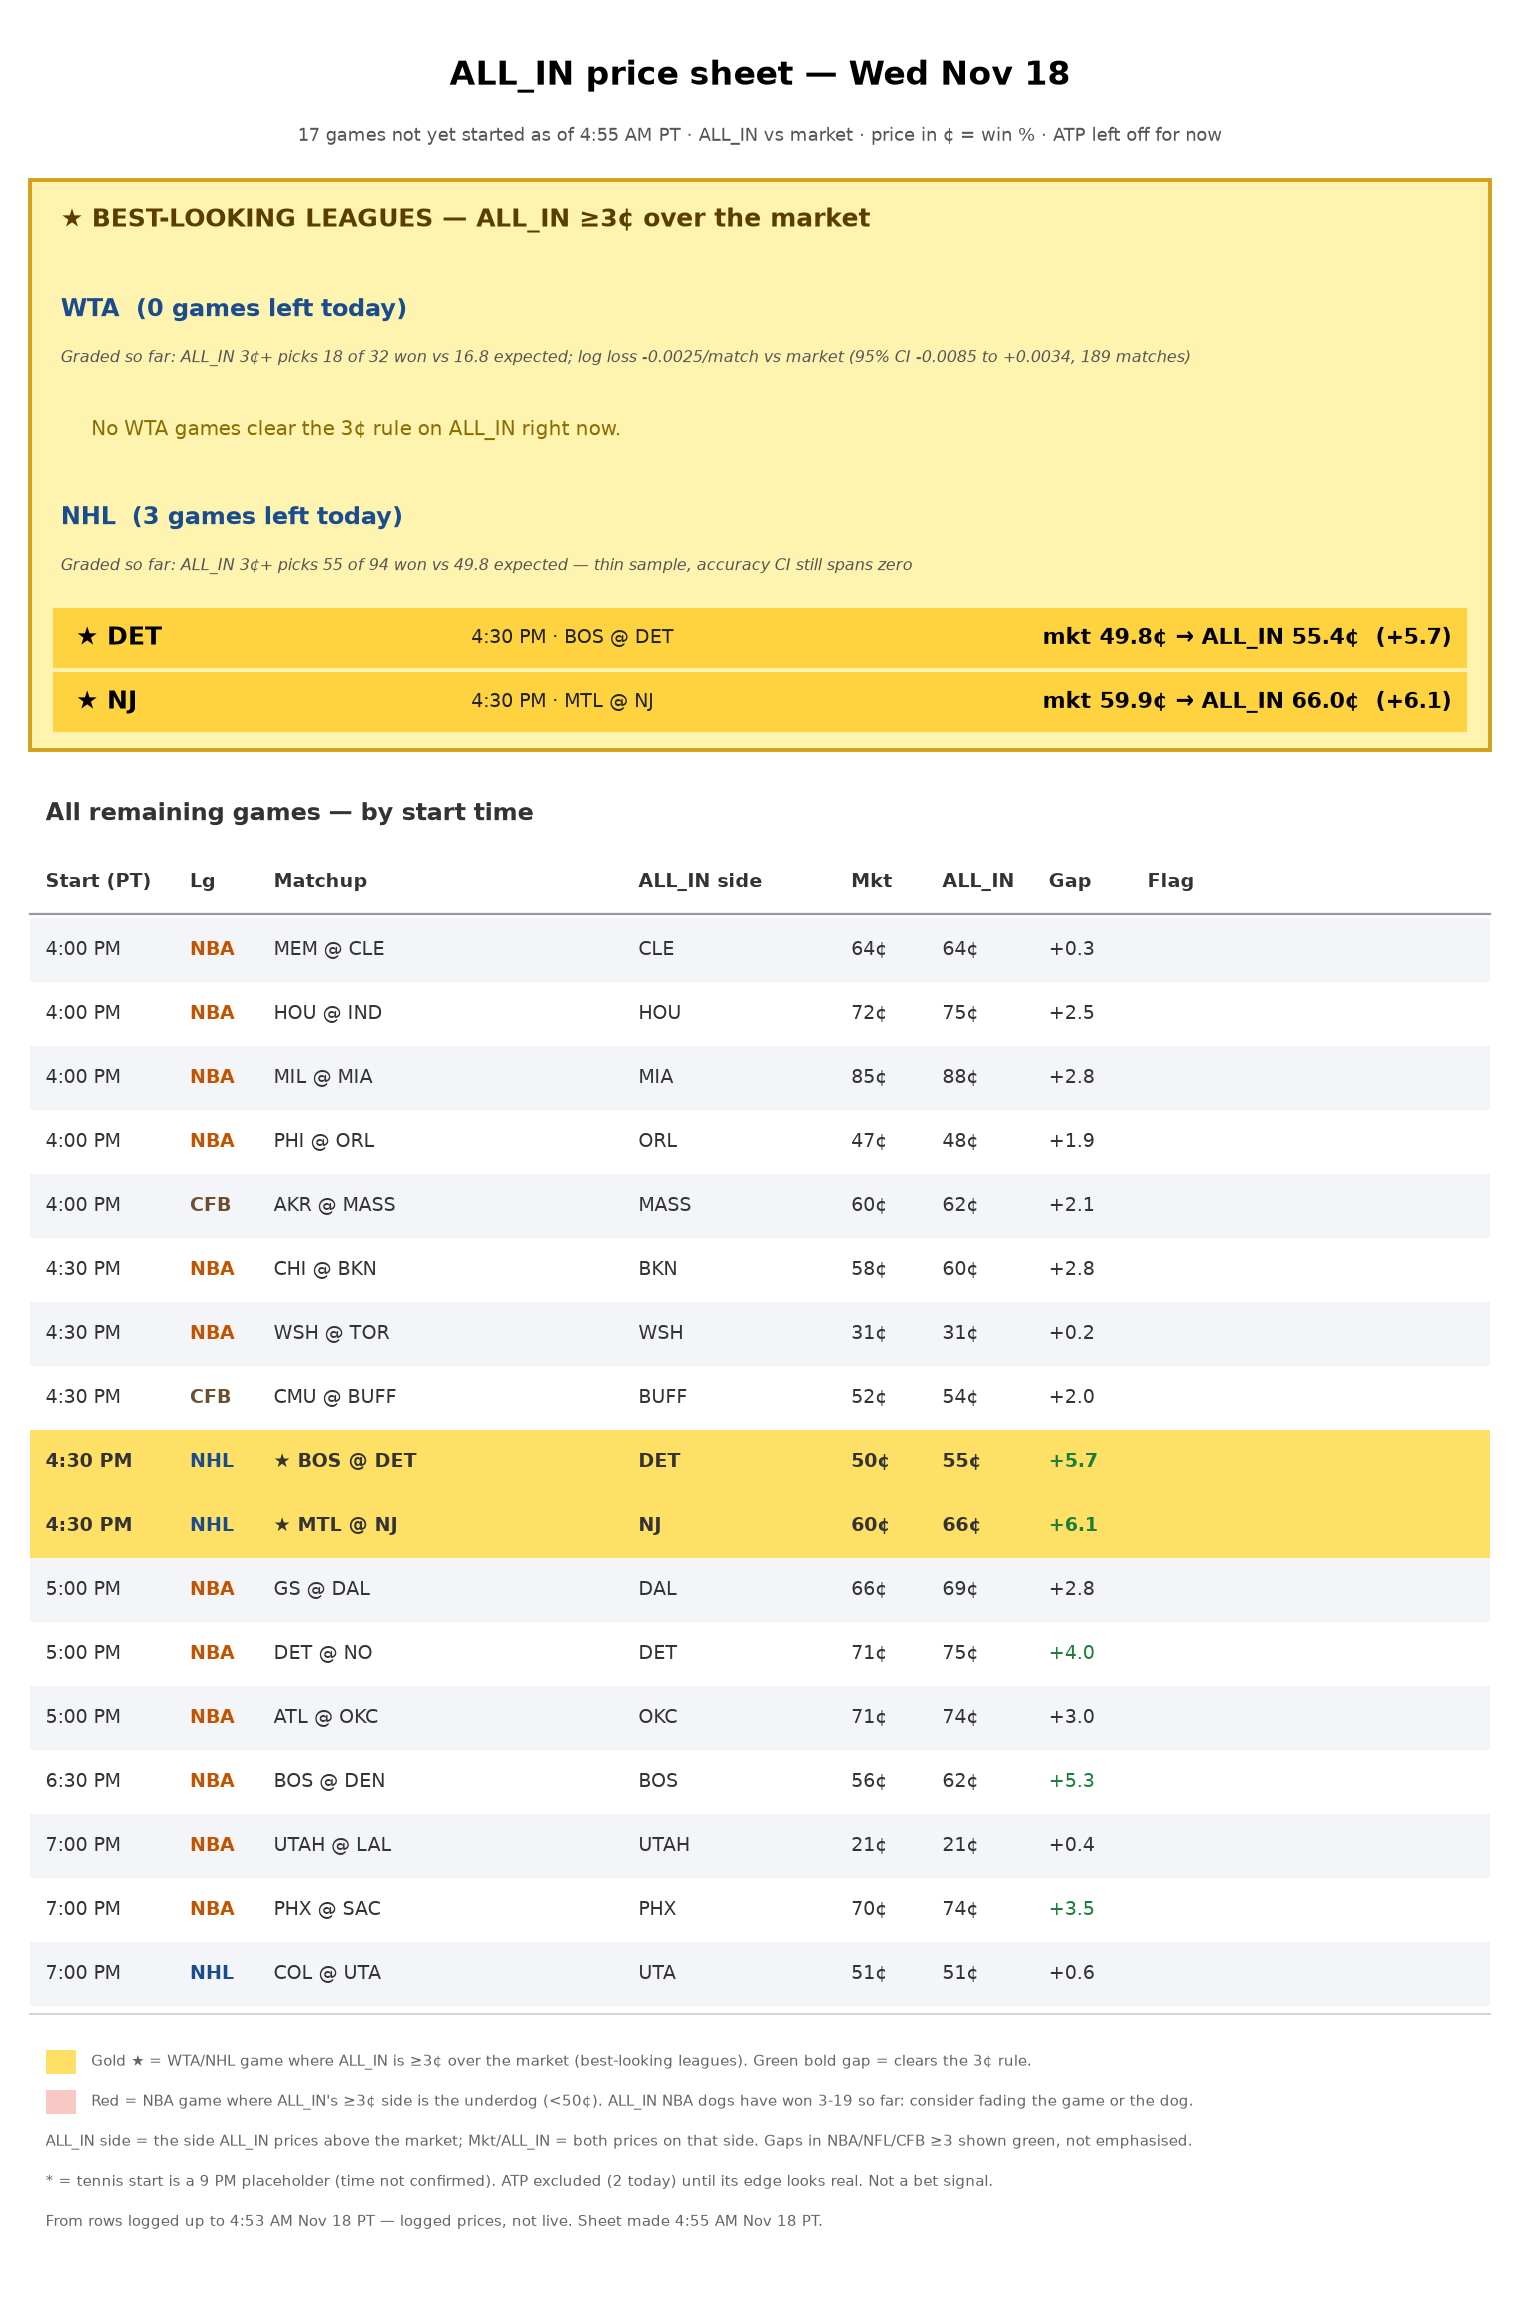 ALL_IN price sheet — Wed Nov 18
17 games not yet started as of 4:55 AM PT · ALL_IN vs market · price in ¢ = win % · ATP left off for now
★ BEST-LOOKING LEAGUES — ALL_IN ≥3¢ over the market
WTA (0 games left today)
Graded so far: ALL_IN 3¢+ picks 18 of 32 won vs 16.8 expected; log loss -0.0025/match vs market (95% CI -0.0085 to +0.0034, 189 matches)
No WTA games clear the 3¢ rule on ALL_IN right now.
NHL (3 games left today)
Graded so far: ALL_IN 3¢+ picks 55 of 94 won vs 49.8 expected — thin sample, accuracy CI still spans zero
★ DET 4:30 PM · BOS @ DET mkt 49.8¢ → ALL_IN 55.4¢ (+5.7)
★ NJ 4:30 PM · MTL @ NJ mkt 59.9¢ → ALL_IN 66.0¢ (+6.1)
All remaining games — by start time
Start (PT) Lg Matchup ALL_IN side Mkt ALL_IN Gap Flag
4:00 PM NBA MEM @ CLE CLE 64¢ 64¢ +0.3
4:00 PM NBA HOU @ IND HOU 72¢ 75¢ +2.5
4:00 PM NBA MIL @ MIA MIA 85¢ 88¢ +2.8
4:00 PM NBA PHI @ ORL ORL 47¢ 48¢ +1.9
4:00 PM CFB AKR @ MASS MASS 60¢ 62¢ +2.1
4:30 PM NBA CHI @ BKN BKN 58¢ 60¢ +2.8
4:30 PM NBA WSH @ TOR WSH 31¢ 31¢ +0.2
4:30 PM CFB CMU @ BUFF BUFF 52¢ 54¢ +2.0
4:30 PM NHL ★ BOS @ DET DET 50¢ 55¢ +5.7
4:30 PM NHL ★ MTL @ NJ NJ 60¢ 66¢ +6.1
5:00 PM NBA GS @ DAL DAL 66¢ 69¢ +2.8
5:00 PM NBA DET @ NO DET 71¢ 75¢ +4.0
5:00 PM NBA ATL @ OKC OKC 71¢ 74¢ +3.0
6:30 PM NBA BOS @ DEN BOS 56¢ 62¢ +5.3
7:00 PM NBA UTAH @ LAL UTAH 21¢ 21¢ +0.4
7:00 PM NBA PHX @ SAC PHX 70¢ 74¢ +3.5
7:00 PM NHL COL @ UTA UTA 51¢ 51¢ +0.6
Gold ★ = WTA/NHL game where ALL_IN is ≥3¢ over the market (best-looking leagues). Green bold gap = clears the 3¢ rule.
Red = NBA game where ALL_IN's ≥3¢ side is the underdog (<50¢). ALL_IN NBA dogs have won 3-19 so far: consider fading the game or the dog.
ALL_IN side = the side ALL_IN prices above the market; Mkt/ALL_IN = both prices on that side. Gaps in NBA/NFL/CFB ≥3 shown green, not emphasised.
* = tennis start is a 9 PM placeholder (time not confirmed). ATP excluded (2 today) until its edge looks real. Not a bet signal.
From rows logged up to 4:53 AM Nov 18 PT — logged prices, not live. Sheet made 4:55 AM Nov 18 PT.